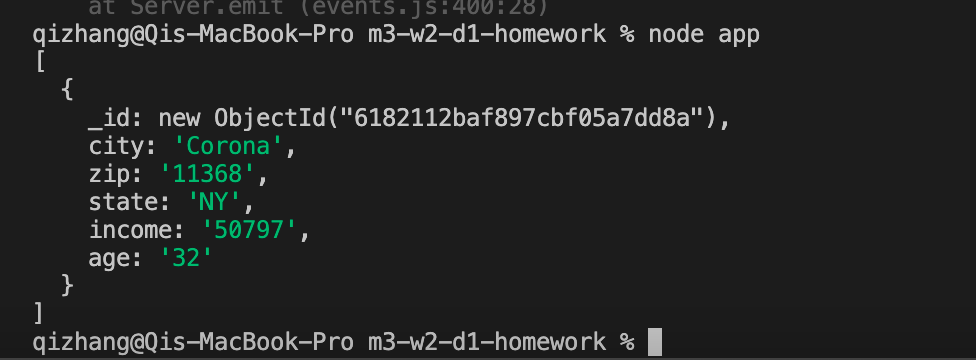 at Server.emit (events.js:400:28)
qizhang@Qis-MacBook-Pro m3-w2-d1-homework % node app
[
  {
    _id: new ObjectId("6182112baf897cbf05a7dd8a"),
    city: 'Corona',
    zip: '11368',
    state: 'NY',
    income: '50797',
    age: '32'
  }
]
qizhang@Qis-MacBook-Pro m3-w2-d1-homework %